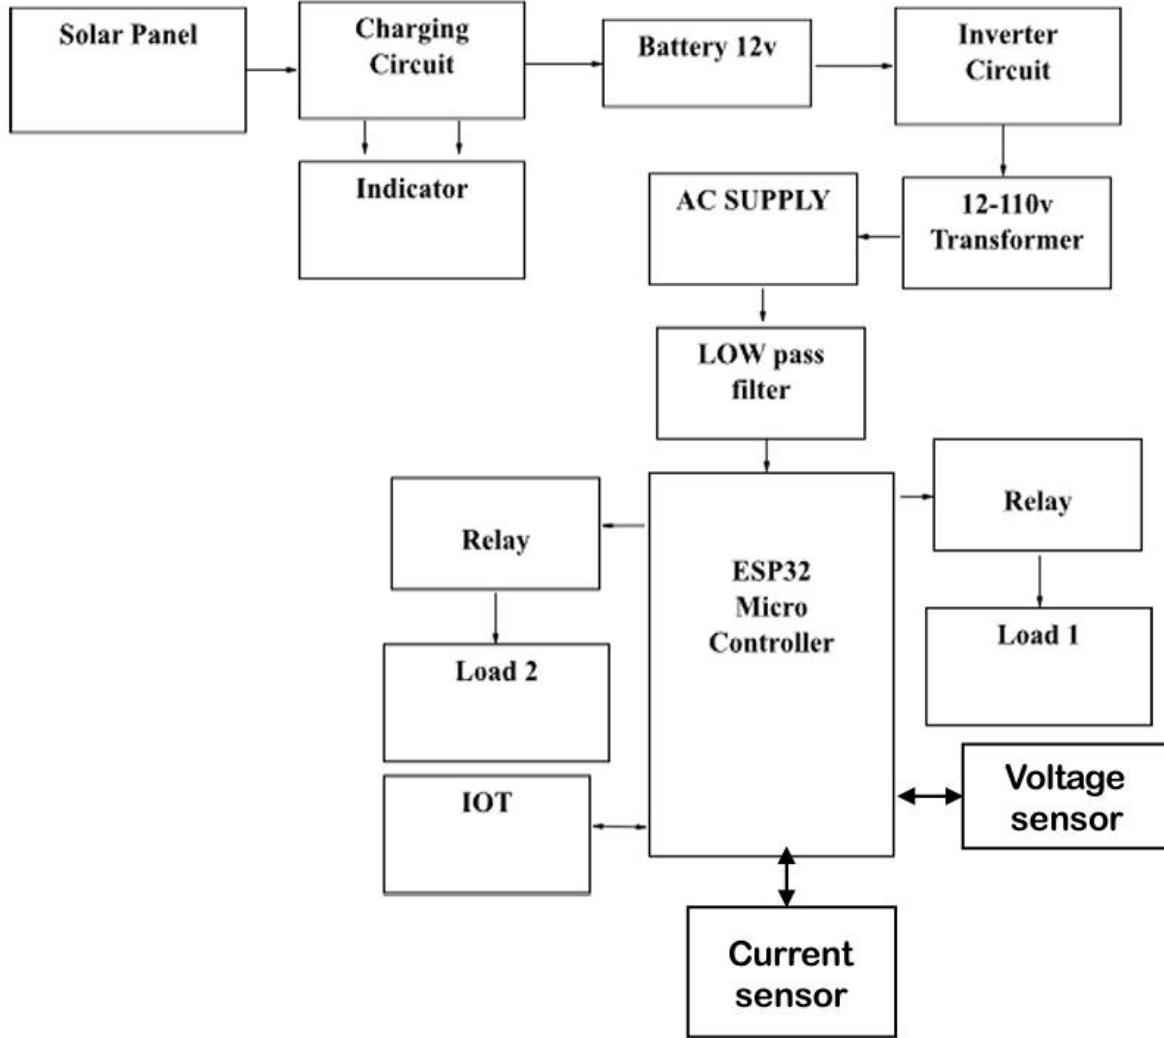 Solar Panel
Charging
Circuit
Battery 12v
Inverter
Circuit
Indicator
AC SUPPLY
12-110v
Transformer
LOW pass
filter
Relay
Relay
ESP32
Micro
Controller
Load 2
Load 1
IOT
Voltage
sensor
Current
sensor